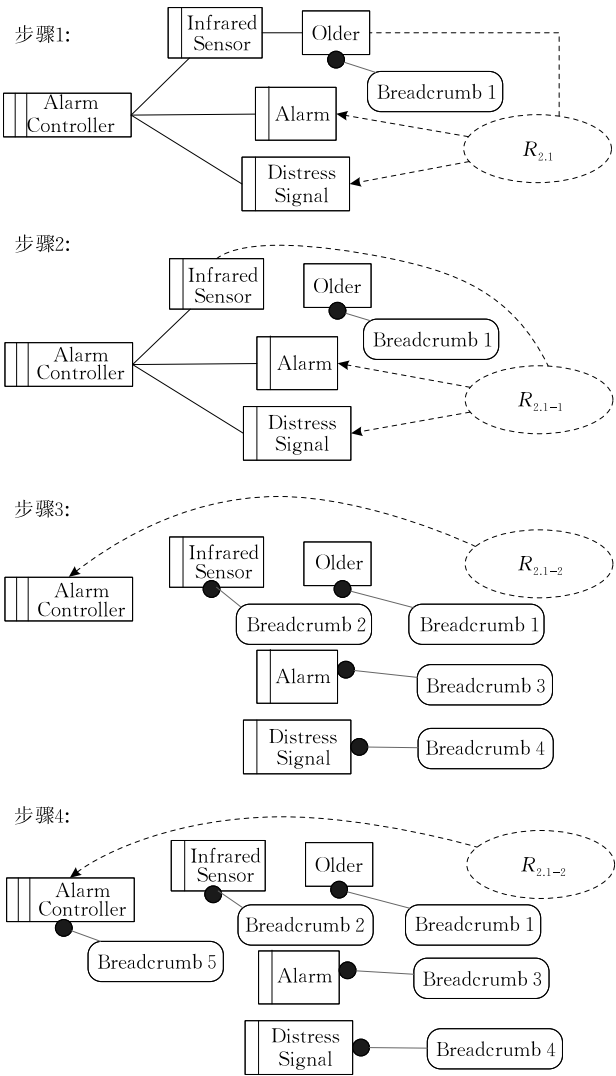 步骤1:
Infrared
Sensor
Older
Breadcrumb 1
Alarm
Controller
Alarm
R2.1
Distress
Signal
步骤2:
Infrared
Sensor
Older
Breadcrumb 1
Alarm
Controller
Alarm
R2.1-1
Distress
Signal
步骤3:
Infrared
Sensor
Older
R2.1-2
Alarm
Controller
Breadcrumb 2
Breadcrumb 1
Alarm
Breadcrumb 3
Distress
Signal
Breadcrumb 4
步骤4:
Infrared
Sensor
Older
R2.1-2
Alarm
Controller
Breadcrumb 2
Breadcrumb 1
Breadcrumb 5
Alarm
Breadcrumb 3
Distress
Signal
Breadcrumb 4